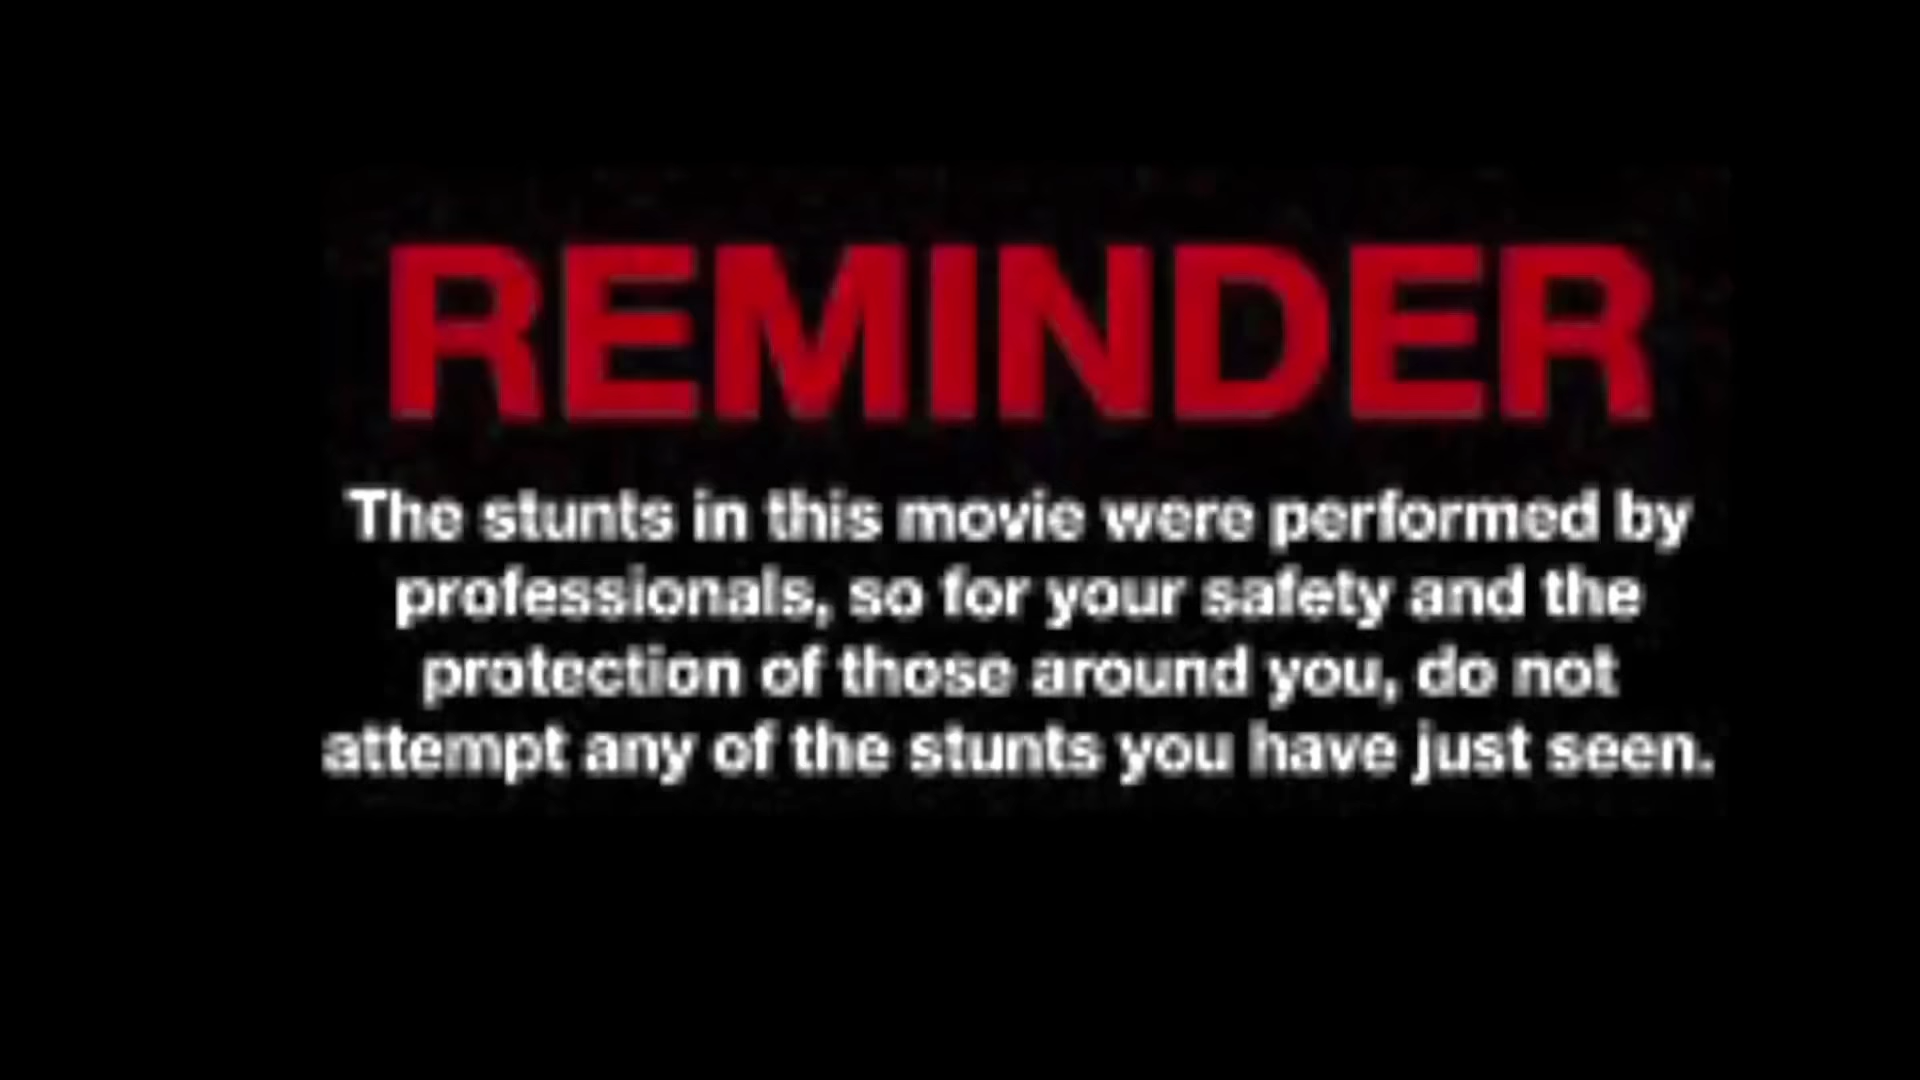 REMINDER
The stunts in this movie were performed by
professionals, so for your safety and the
protection of those around you, do not
attempt any of the stunts you have just seen.